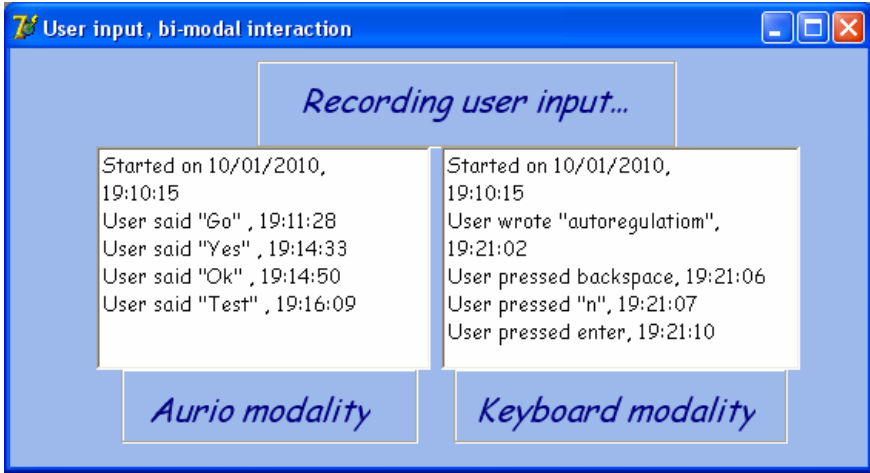 User input, bi-modal interaction
Recording user input...
Started on 10/01/2010,
19:10:15
User said "Go" , 19:11:28
User said "Yes" , 19:14:33
User said "Ok" , 19:14:50
User said "Test" , 19:16:09
Started on 10/01/2010,
19:10:15
User wrote "autoregulatiom",
19:21:02
User pressed backspace, 19:21:06
User pressed "n", 19:21:07
User pressed enter, 19:21:10
Aurio modality
Keyboard modality